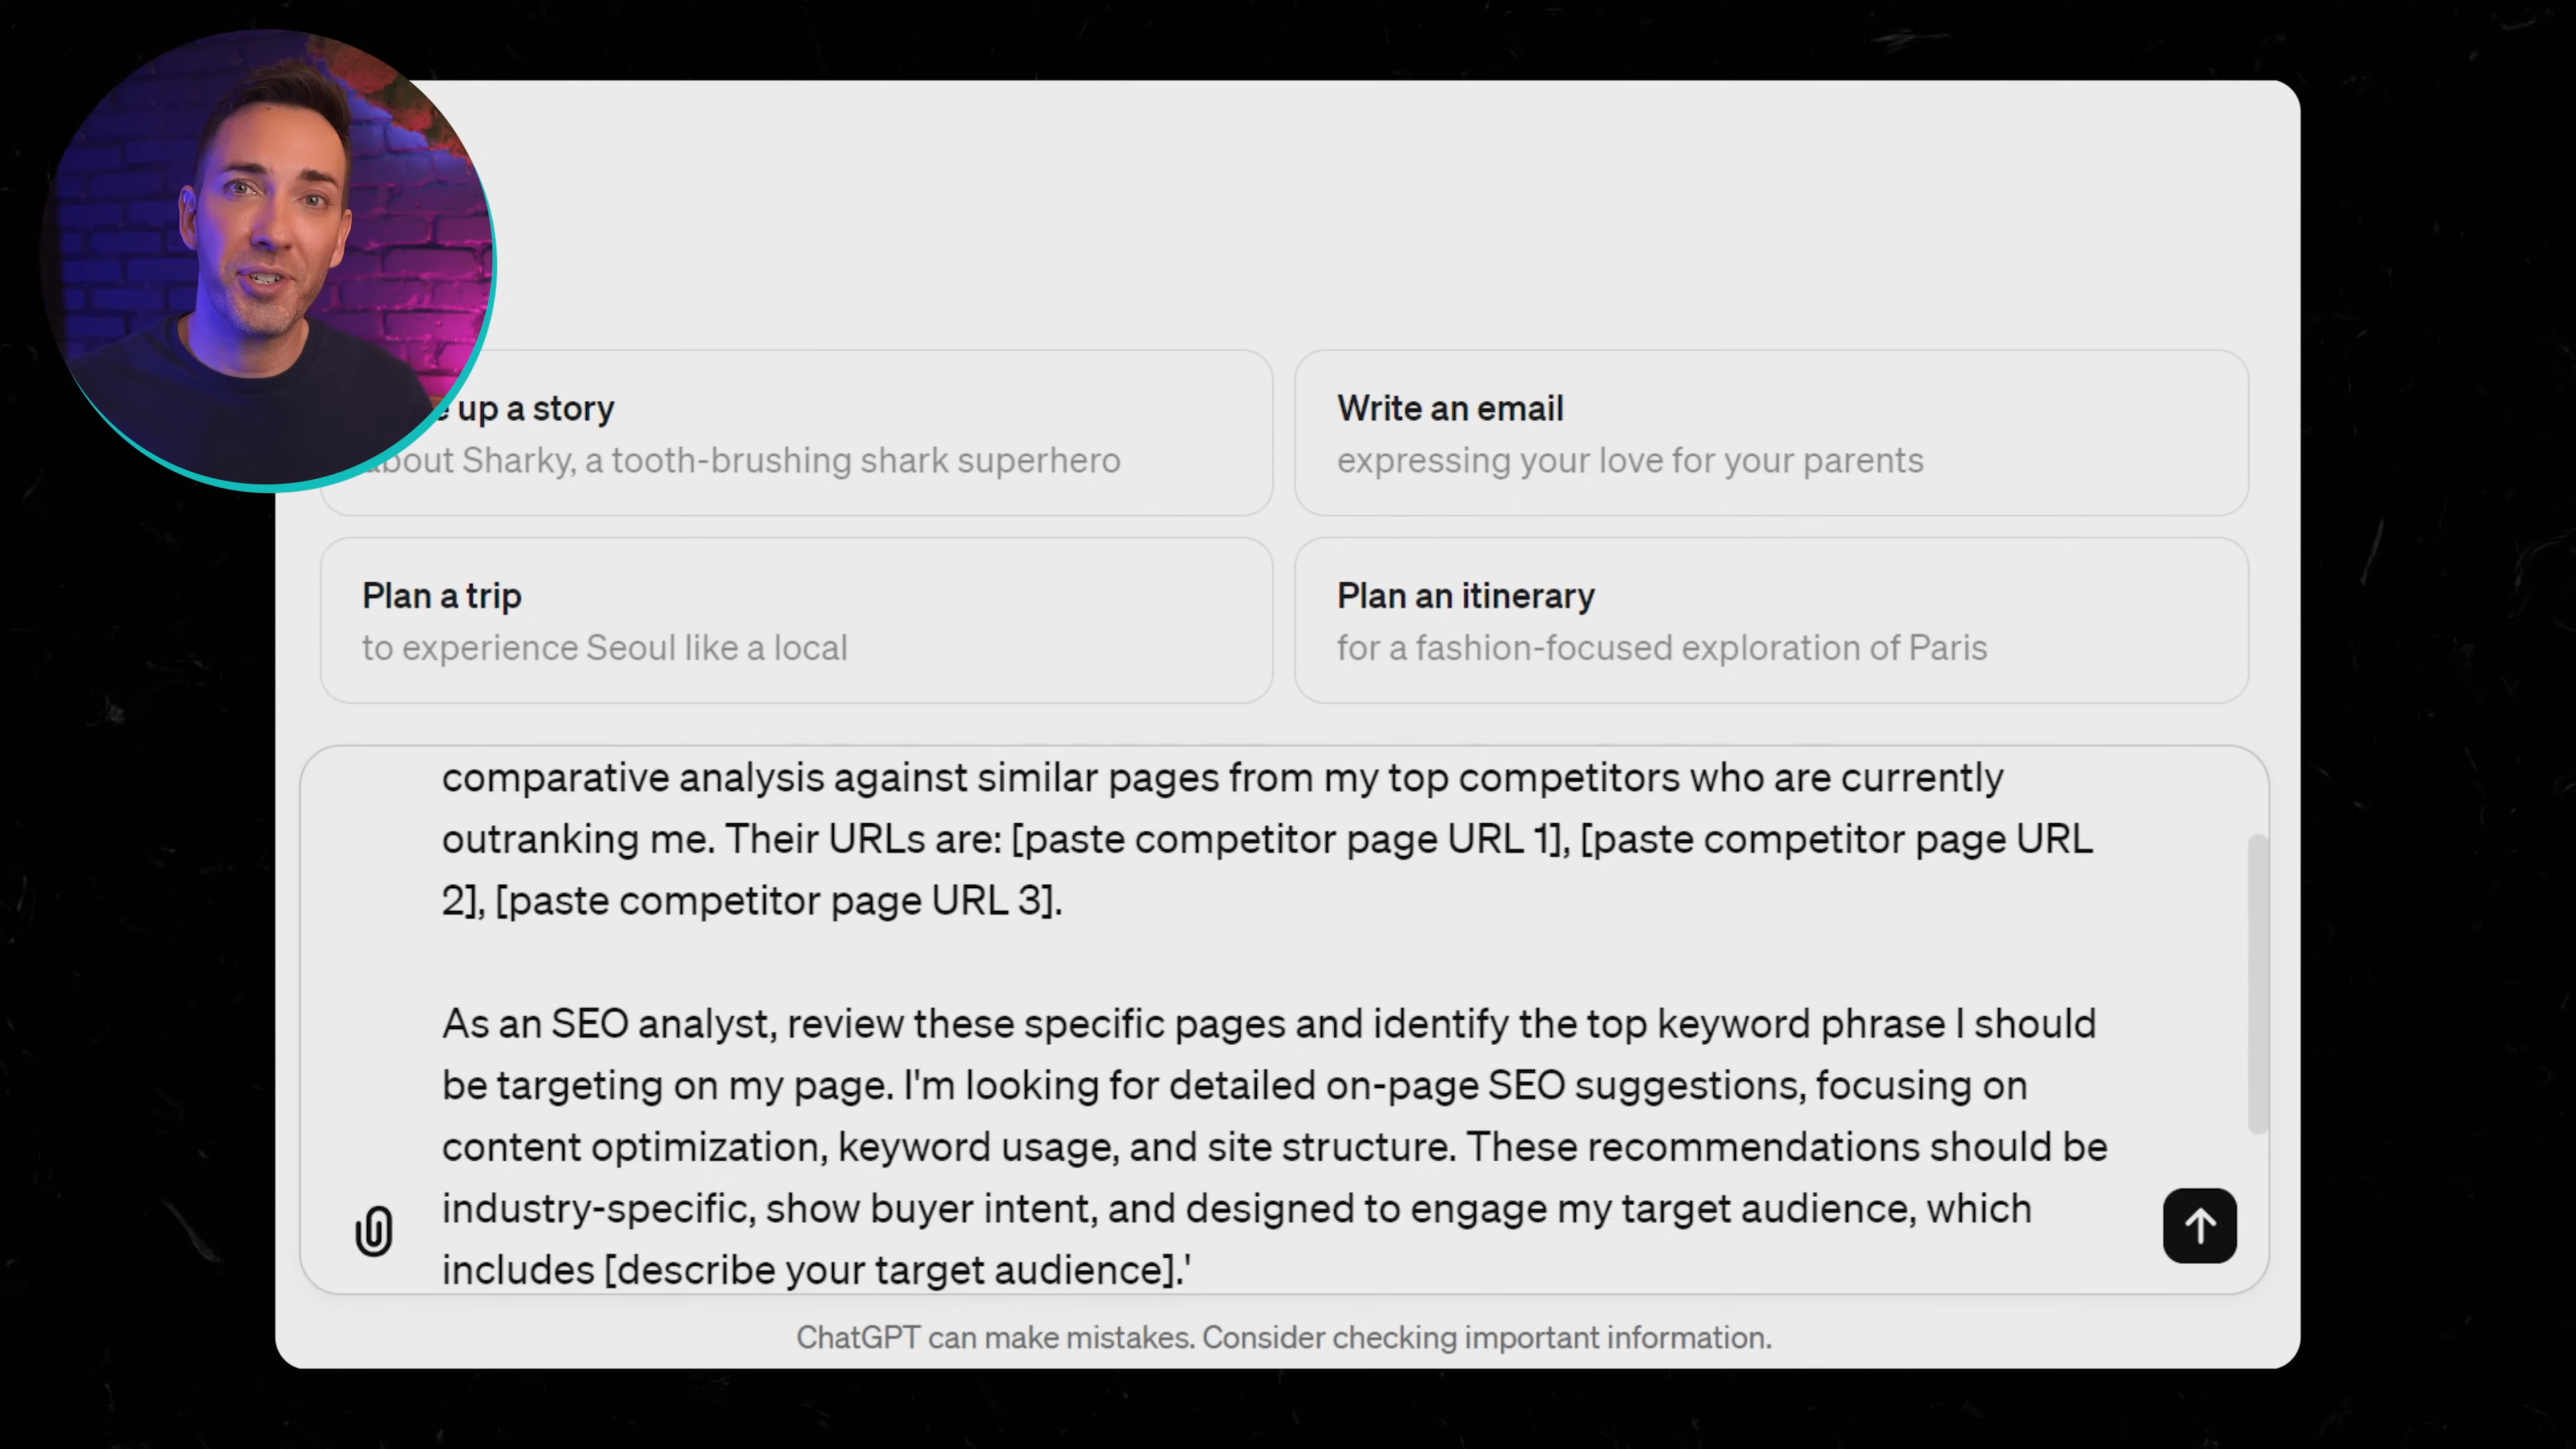 up a story
about Sharky, a tooth-brushing shark superhero
Write an email
expressing your love for your parents
Plan a trip
to experience Seoul like a local
Plan an itinerary
for a fashion-focused exploration of Paris
comparative analysis against similar pages from my top competitors who are currently
outranking me. Their URLs are: [paste competitor page URL 1], [paste competitor page URL
2], [paste competitor page URL 3].
As an SEO analyst, review these specific pages and identify the top keyword phrase I should
be targeting on my page. I'm looking for detailed on-page SEO suggestions, focusing on
content optimization, keyword usage, and site structure. These recommendations should be
industry-specific, show buyer intent, and designed to engage my target audience, which
includes [describe your target audience].'
ChatGPT can make mistakes. Consider checking important information.